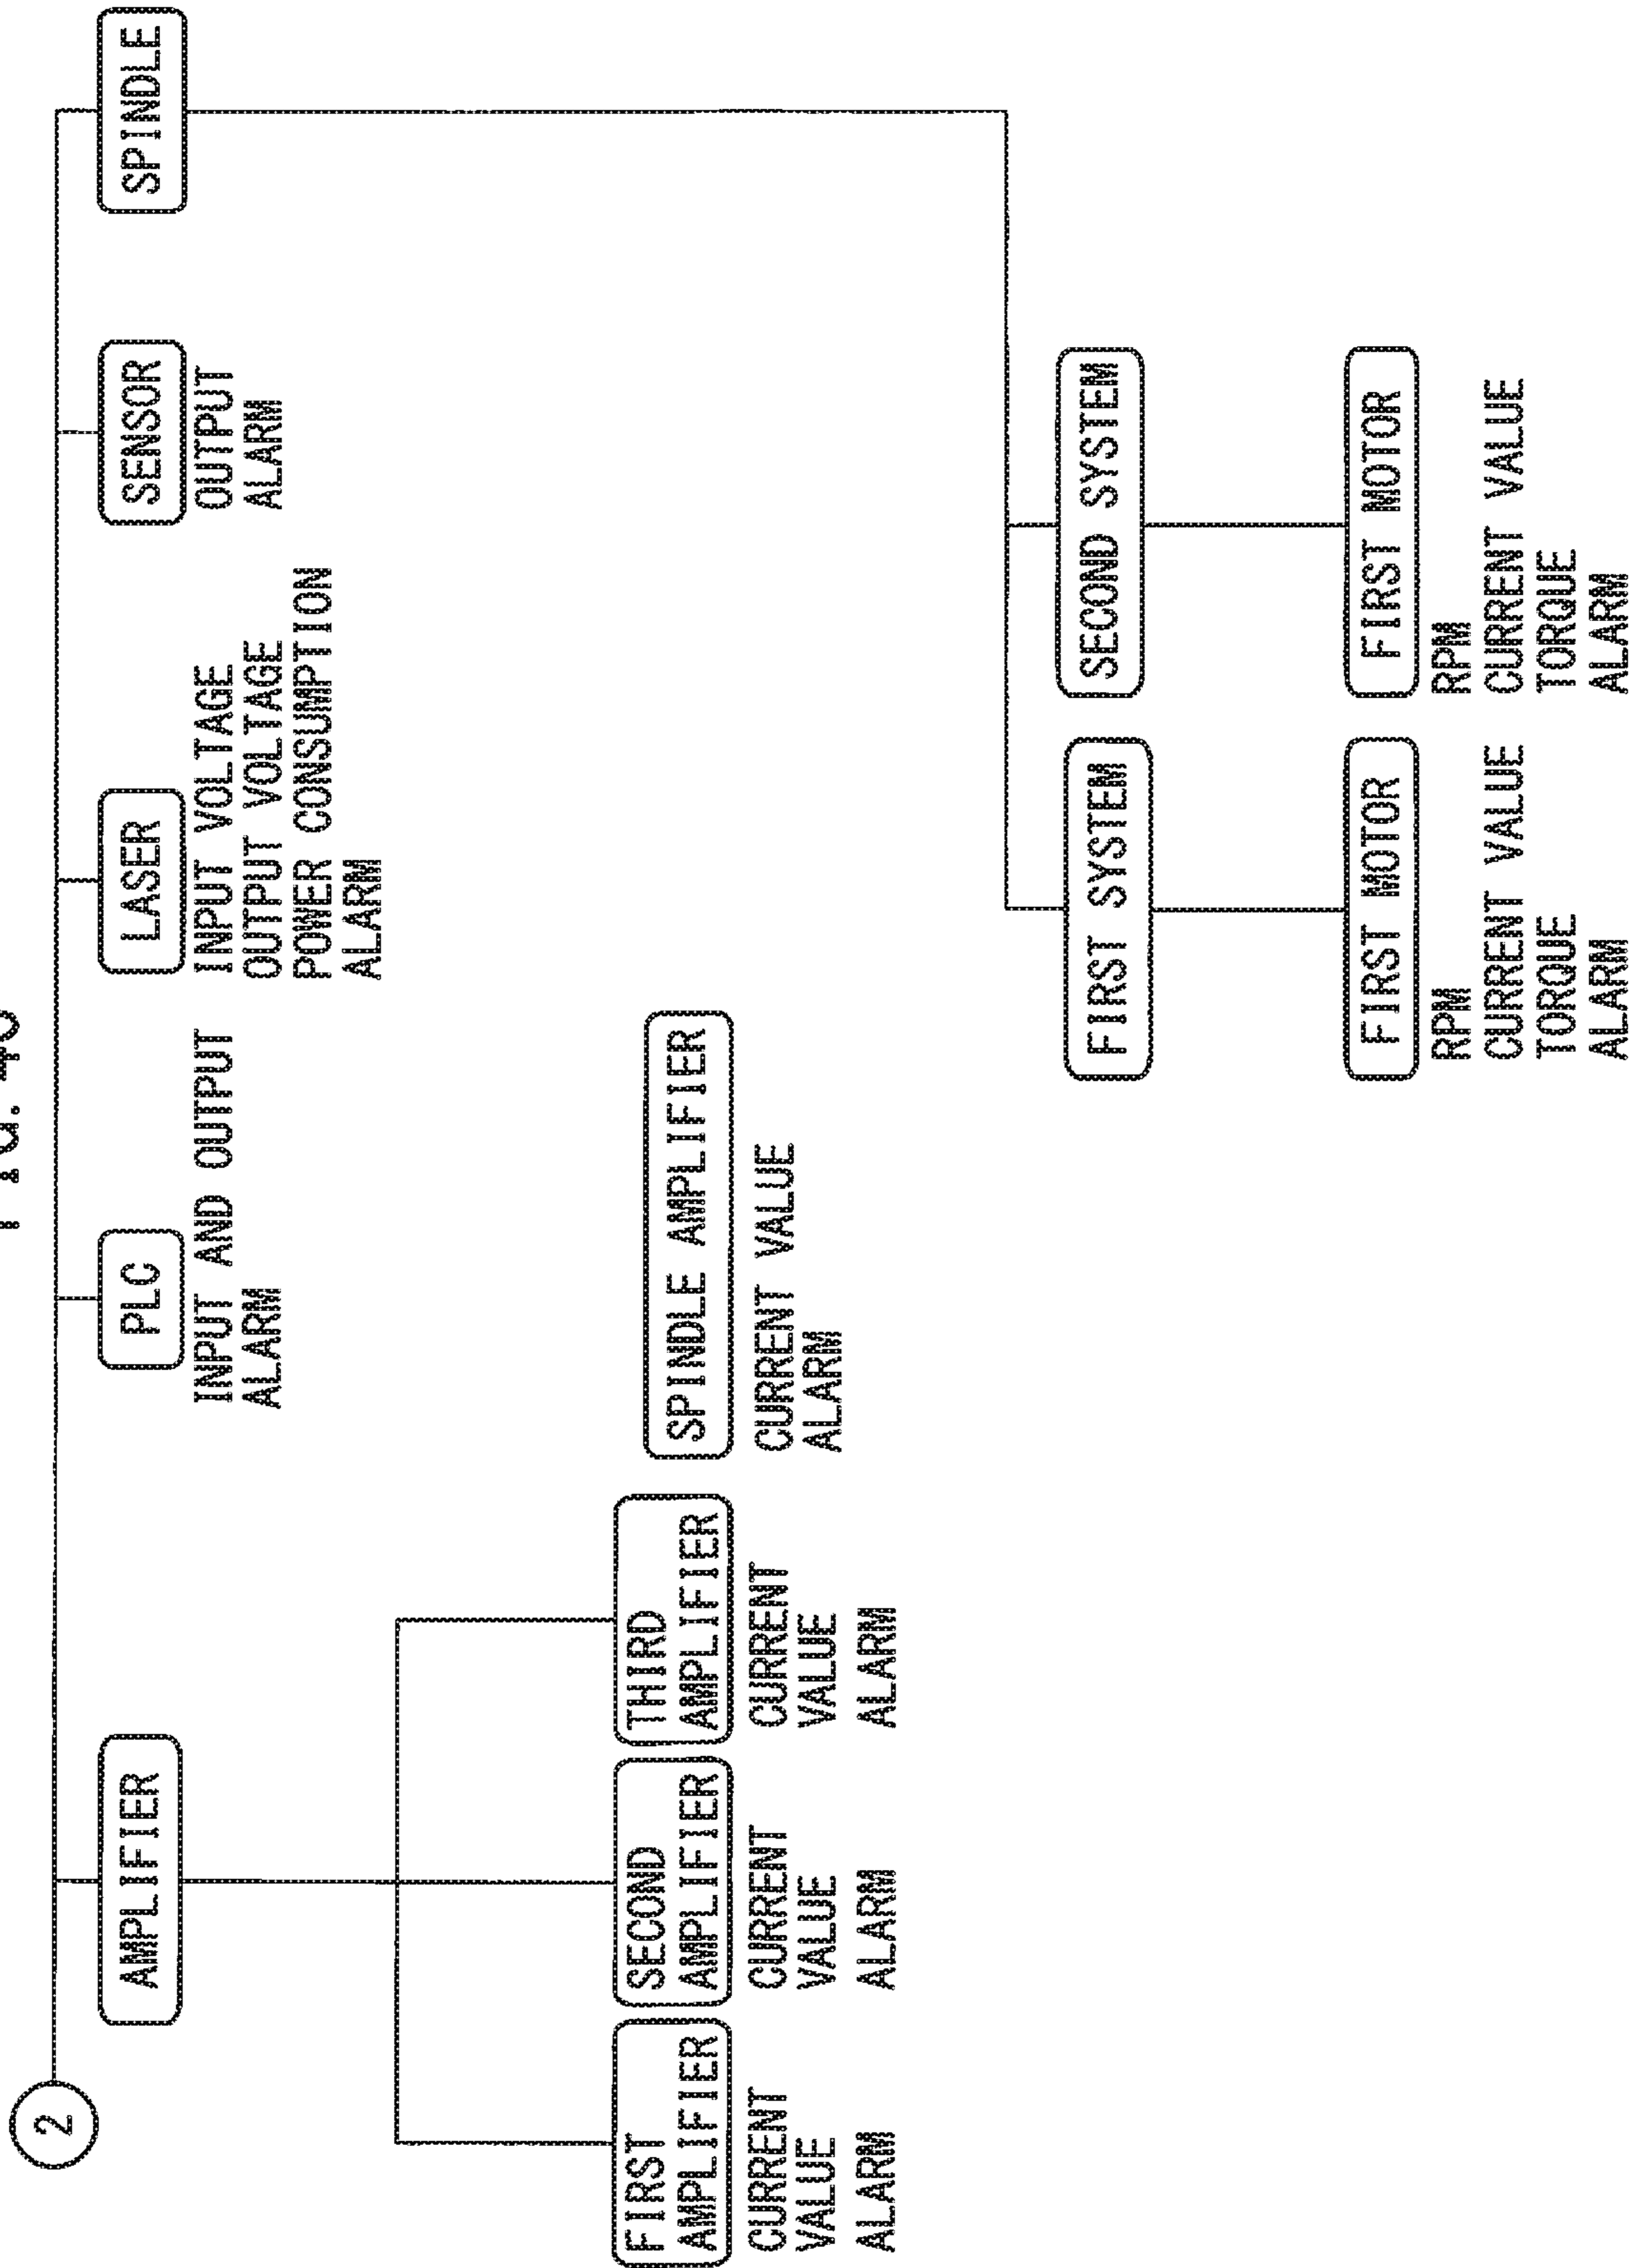 2
AMPLIFIER
PLC
INPUT AND OUTPUT
ALARM
LASER
INPUT VOLTAGE
OUTPUT VOLTAGE
POWER CONSUMPTION
ALARM
SENSOR
OUTPUT
ALARM
SPINDLE
FIRST
AMPLIFIER
CURRENT
VALUE
ALARM
SECOND
AMPLIFIER
CURRENT
VALUE
ALARM
THIRD
AMPLIFIER
CURRENT
VALUE
ALARM
SPINDLE AMPLIFIER
CURRENT VALUE
ALARM
FIRST SYSTEM
FIRST MOTOR
RPM
CURRENT VALUE
TORQUE
ALARM
SECOND SYSTEM
FIRST MOTOR
RPM
CURRENT VALUE
TORQUE
ALARM